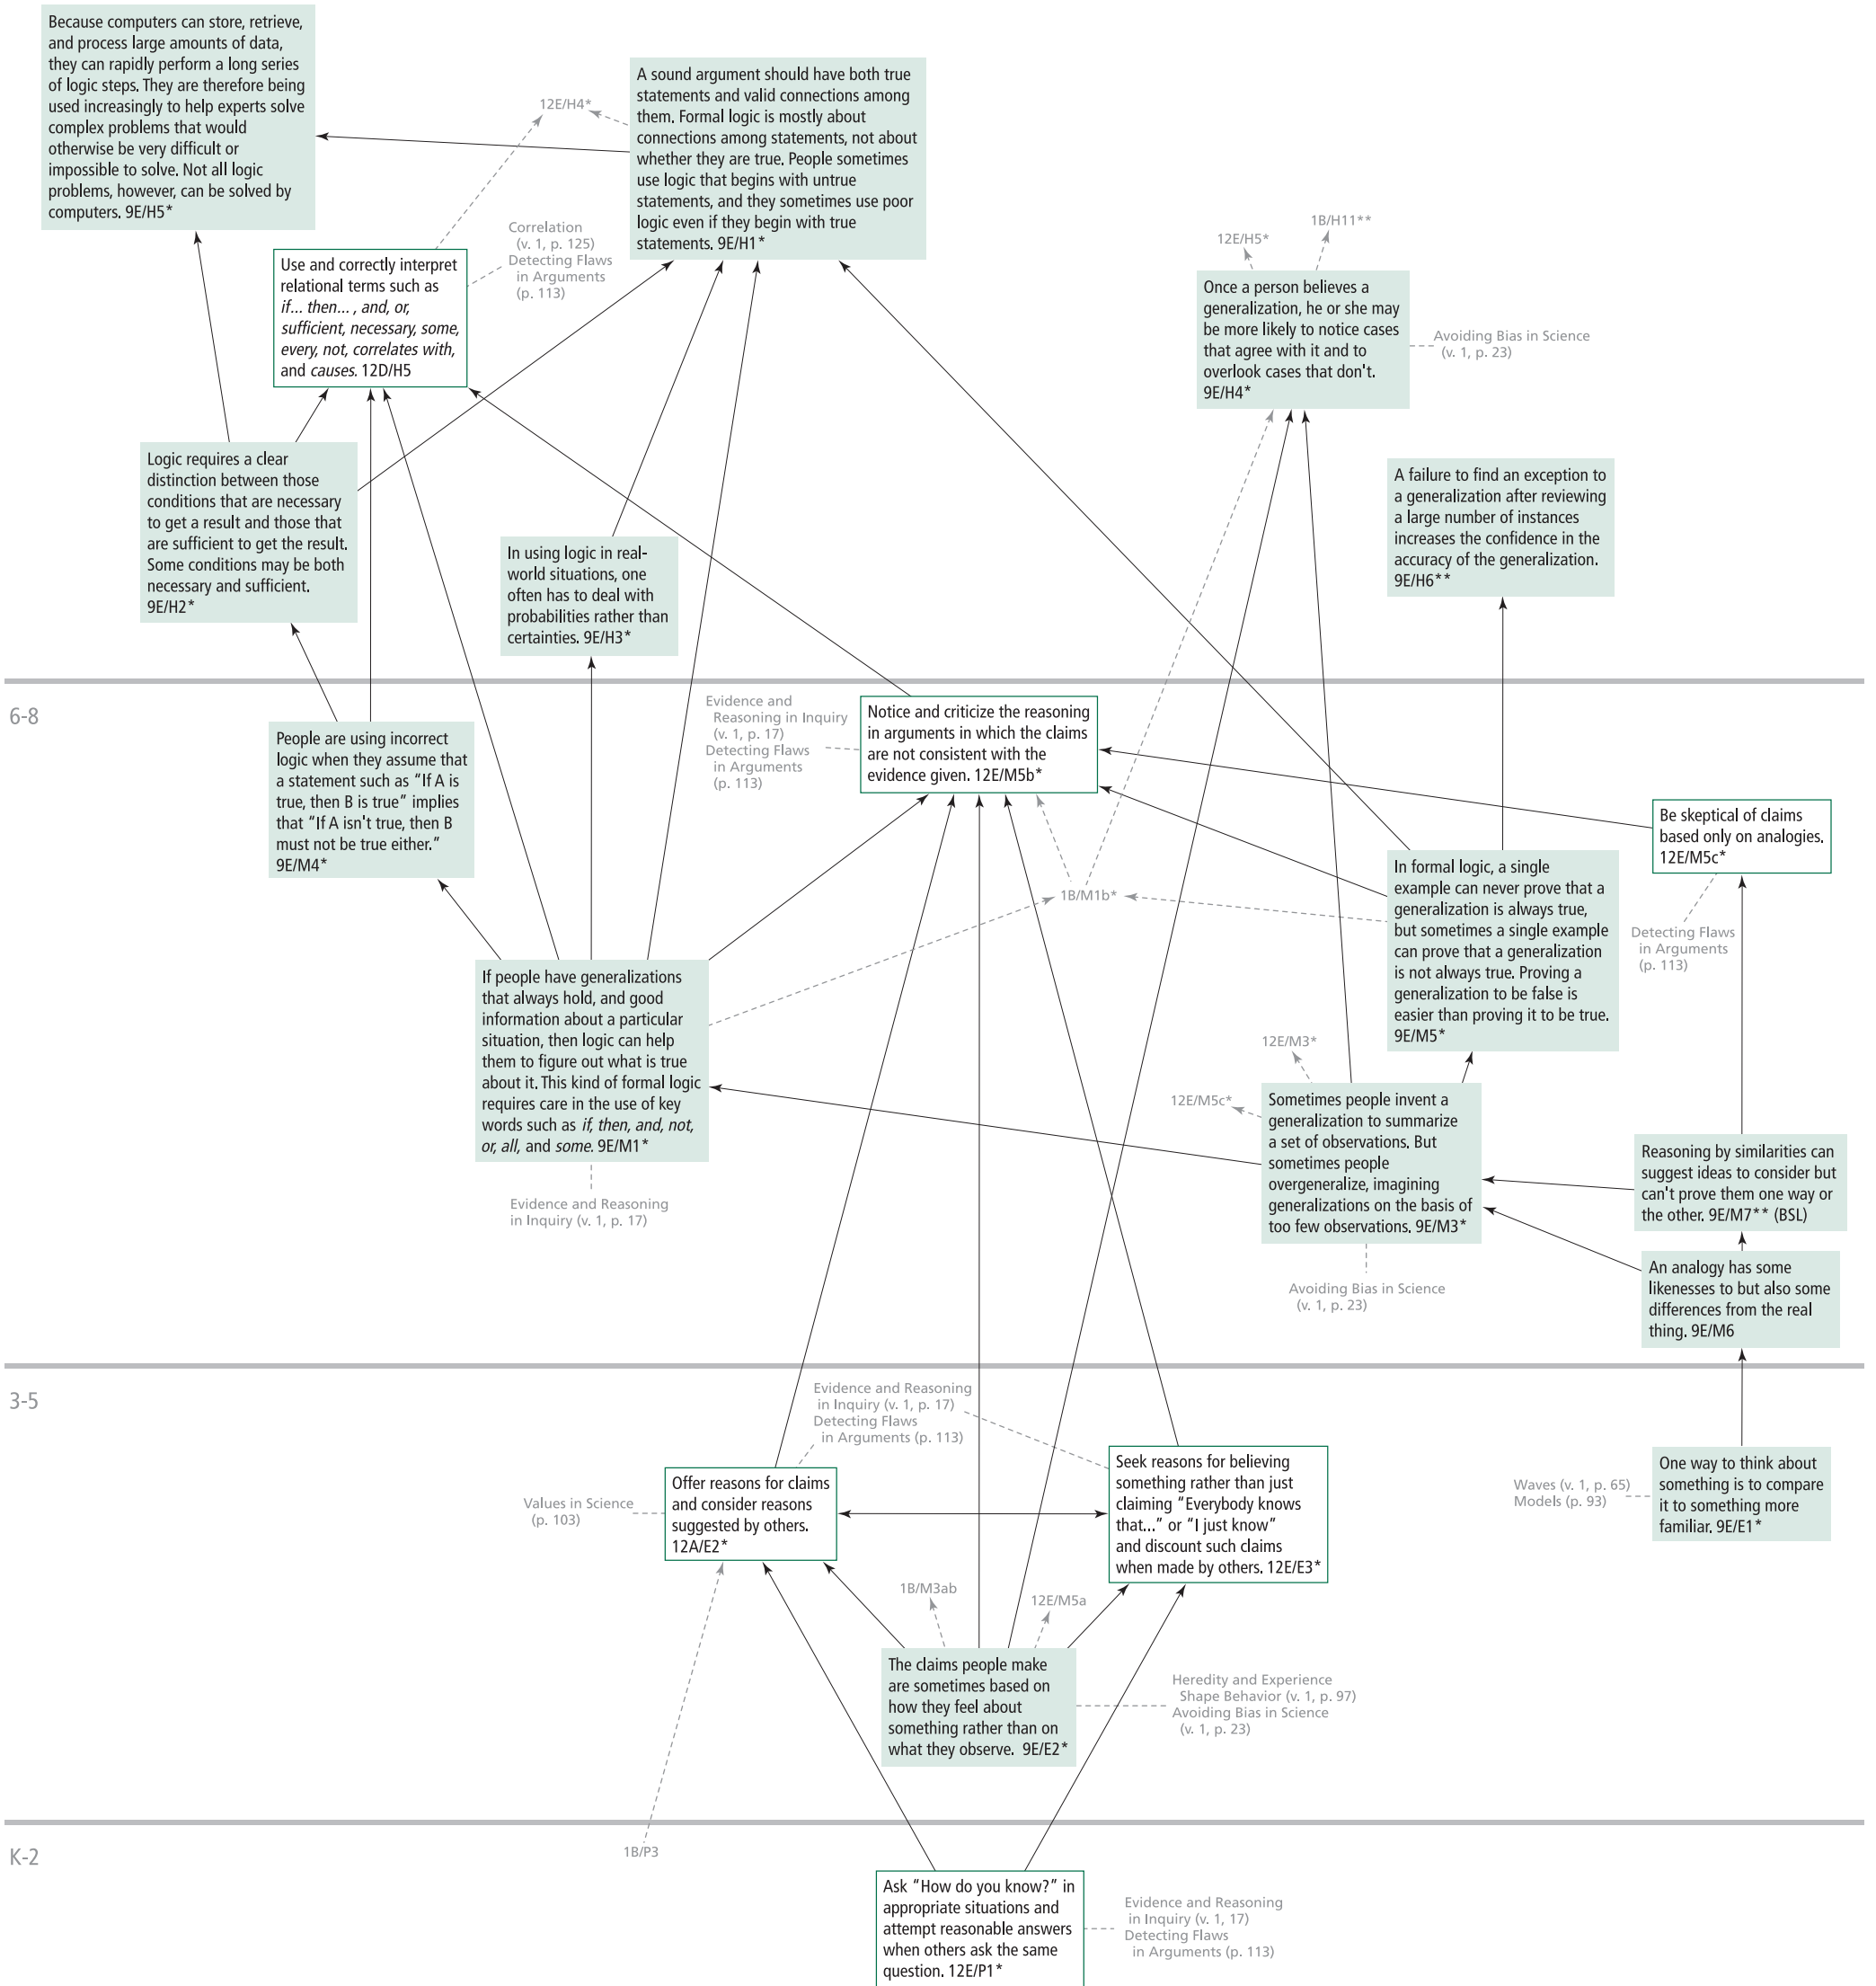 Because computers can store, retrieve,
and process large amounts of data,
they can rapidly perform a long series
of logic steps. They are therefore being
used increasingly to help experts solve
complex problems that would
otherwise be very difficult or
impossible to solve. Not all logic
problems, however, can be solved by
computers. 9E/H5*
12E/H4*
A sound argument should have both true
statements and valid connections among
them. Formal logic is mostly about
connections among statements, not about
whether they are true. People sometimes
use logic that begins with untrue
statements, and they sometimes use poor
logic even if they begin with true
statements. 9E/H1*
Correlation
(v. 1, p. 125)
Detecting Flaws
in Arguments
(p. 113)
Use and correctly interpret
relational terms such as
if... then... , and, or,
sufficient, necessary, some,
every, not, correlates with,
and causes. 12D/H5
12E/H5*
1B/H11**
Once a person believes a
generalization, he or she may
be more likely to notice cases
that agree with it and to
overlook cases that don't.
9E/H4*
Avoiding Bias in Science
(v. 1, p. 23)
Logic requires a clear
distinction between those
conditions that are necessary
to get a result and those that
are sufficient to get the result.
Some conditions may be both
necessary and sufficient.
9E/H2*
In using logic in real-
world situations, one
often has to deal with
probabilities rather than
certainties. 9E/H3*
A failure to find an exception to
a generalization after reviewing
a large number of instances
increases the confidence in the
accuracy of the generalization.
9E/H6**
6-8
People are using incorrect
logic when they assume that
a statement such as “If A is
true, then B is true” implies
that “If A isn't true, then B
must not be true either.”
9E/M4*
Evidence and
Reasoning in Inquiry
(v. 1, p. 17)
Detecting Flaws
in Arguments
(p. 113)
Notice and criticize the reasoning
in arguments in which the claims
are not consistent with the
evidence given. 12E/M5b*
Be skeptical of claims
based only on analogies.
12E/M5c*
1B/M1b*
In formal logic, a single
example can never prove that a
generalization is always true,
but sometimes a single example
can prove that a generalization
is not always true. Proving a
generalization to be false is
easier than proving it to be true.
9E/M5*
Detecting Flaws
in Arguments
(p. 113)
If people have generalizations
that always hold, and good
information about a particular
situation, then logic can help
them to figure out what is true
about it. This kind of formal logic
requires care in the use of key
words such as if, then, and, not,
or, all, and some. 9E/M1*
Evidence and Reasoning
in Inquiry (v. 1, p. 17)
12E/M3*
12E/M5c*
Sometimes people invent a
generalization to summarize
a set of observations. But
sometimes people
overgeneralize, imagining
generalizations on the basis of
too few observations. 9E/M3*
Avoiding Bias in Science
(v. 1, p. 23)
Reasoning by similarities can
suggest ideas to consider but
can't prove them one way or
the other. 9E/M7** (BSL)
An analogy has some
likenesses to but also some
differences from the real
thing. 9E/M6
3-5
Evidence and Reasoning
in Inquiry (v. 1, p. 17)
Detecting Flaws
in Arguments (p. 113)
Values in Science
(p. 103)
Offer reasons for claims
and consider reasons
suggested by others.
12A/E2*
Seek reasons for believing
something rather than just
claiming “Everybody knows
that...” or “I just know”
and discount such claims
when made by others. 12E/E3*
Waves (v. 1, p. 65)
Models (p. 93)
One way to think about
something is to compare
it to something more
familiar. 9E/E1*
1B/M3ab
12E/M5a
The claims people make
are sometimes based on
how they feel about
something rather than on
what they observe. 9E/E2*
Heredity and Experience
Shape Behavior (v. 1, p. 97)
Avoiding Bias in Science
(v. 1, p. 23)
K-2
1B/P3
Ask “How do you know?” in
appropriate situations and
attempt reasonable answers
when others ask the same
question. 12E/P1*
Evidence and Reasoning
in Inquiry (v. 1, 17)
Detecting Flaws
in Arguments (p. 113)